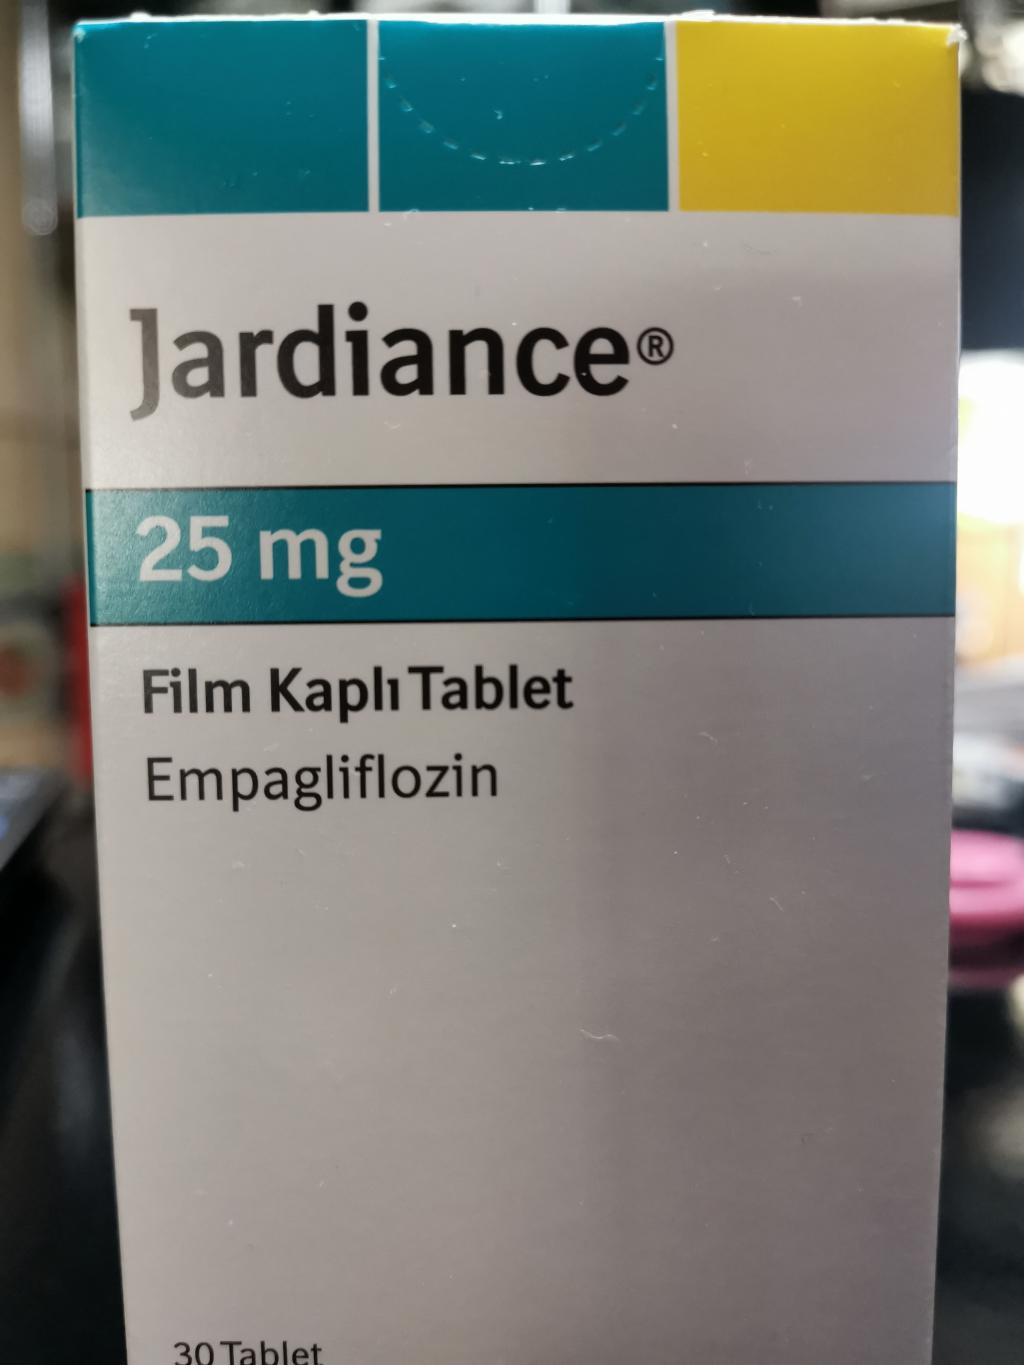 Jardiance®
25 mg
Film Kaplı Tablet
Empagliflozin
30 Tablet